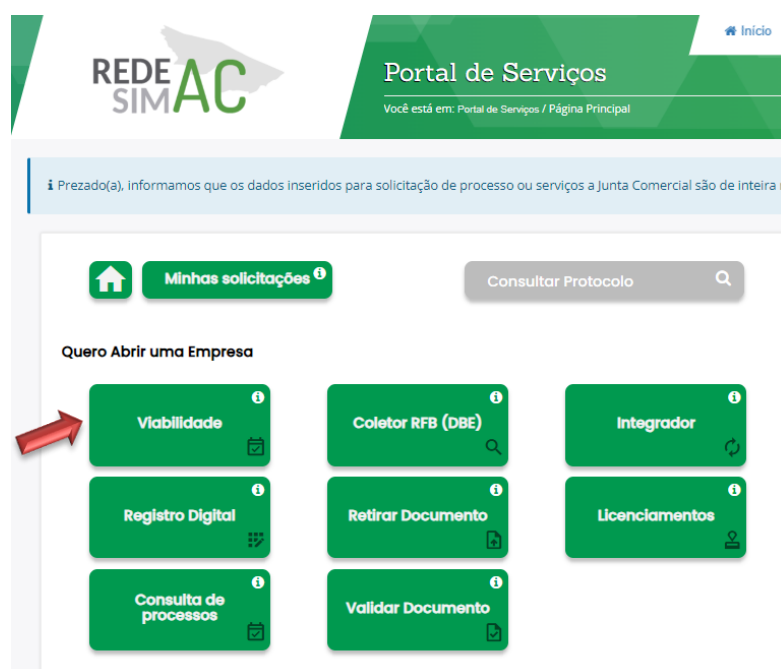 Início
REDE
SIM
AC
Portal de Serviços
Você está em: Portal de Serviços / Página Principal
Prezado(a), informamos que os dados inseridos para solicitação de processo ou serviços a Junta Comercial são de inteira
Minhas solicitações
Consultar Protocolo
Quero Abrir uma Empresa
Viabilidade
Coletor RFB (DBE)
Integrador
Registro Digital
Retirar Documento
Licenciamentos
Consulta de
processos
Validar Documento